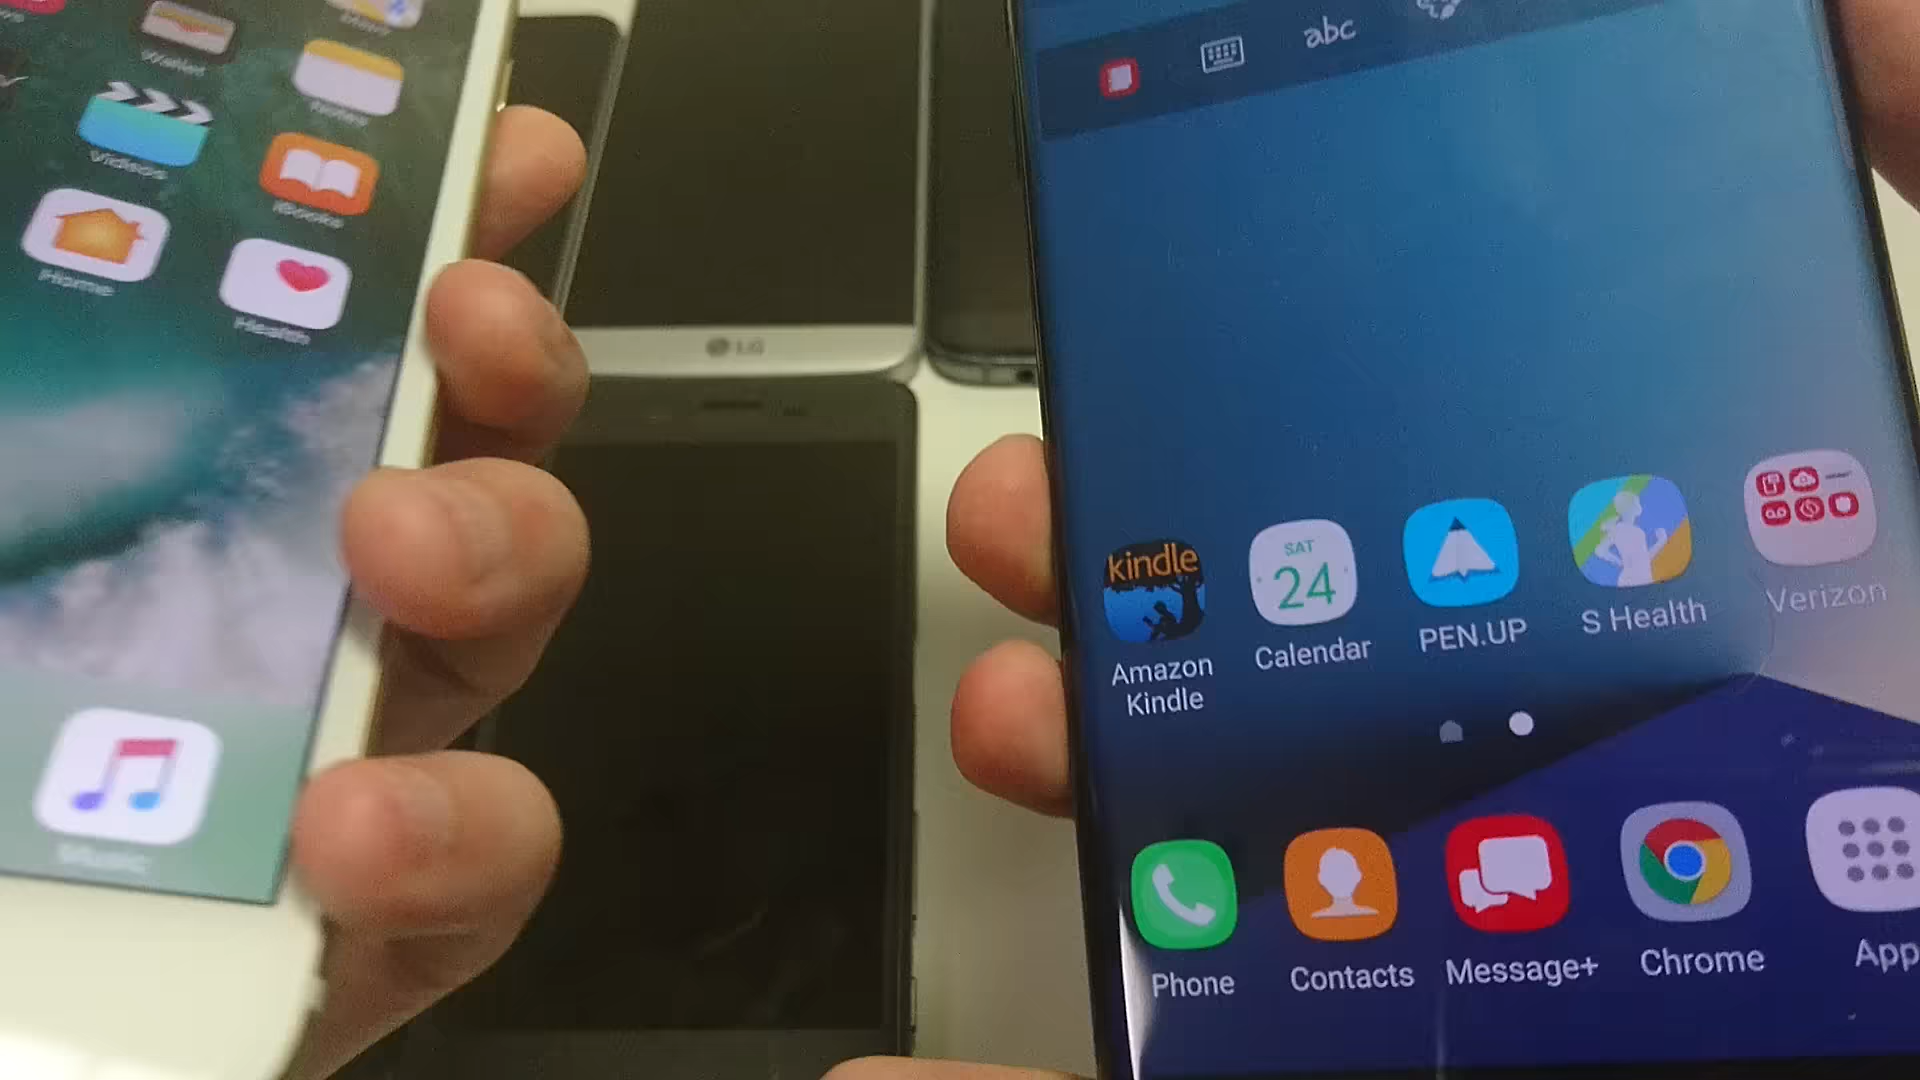 Wallet
Videos
iBooks
Home
Health
Music
LG
abc
kindle
Amazon
Kindle
SAT
24
Calendar
PEN.UP
S Health
Verizon
Phone
Contacts
Message+
Chrome
App